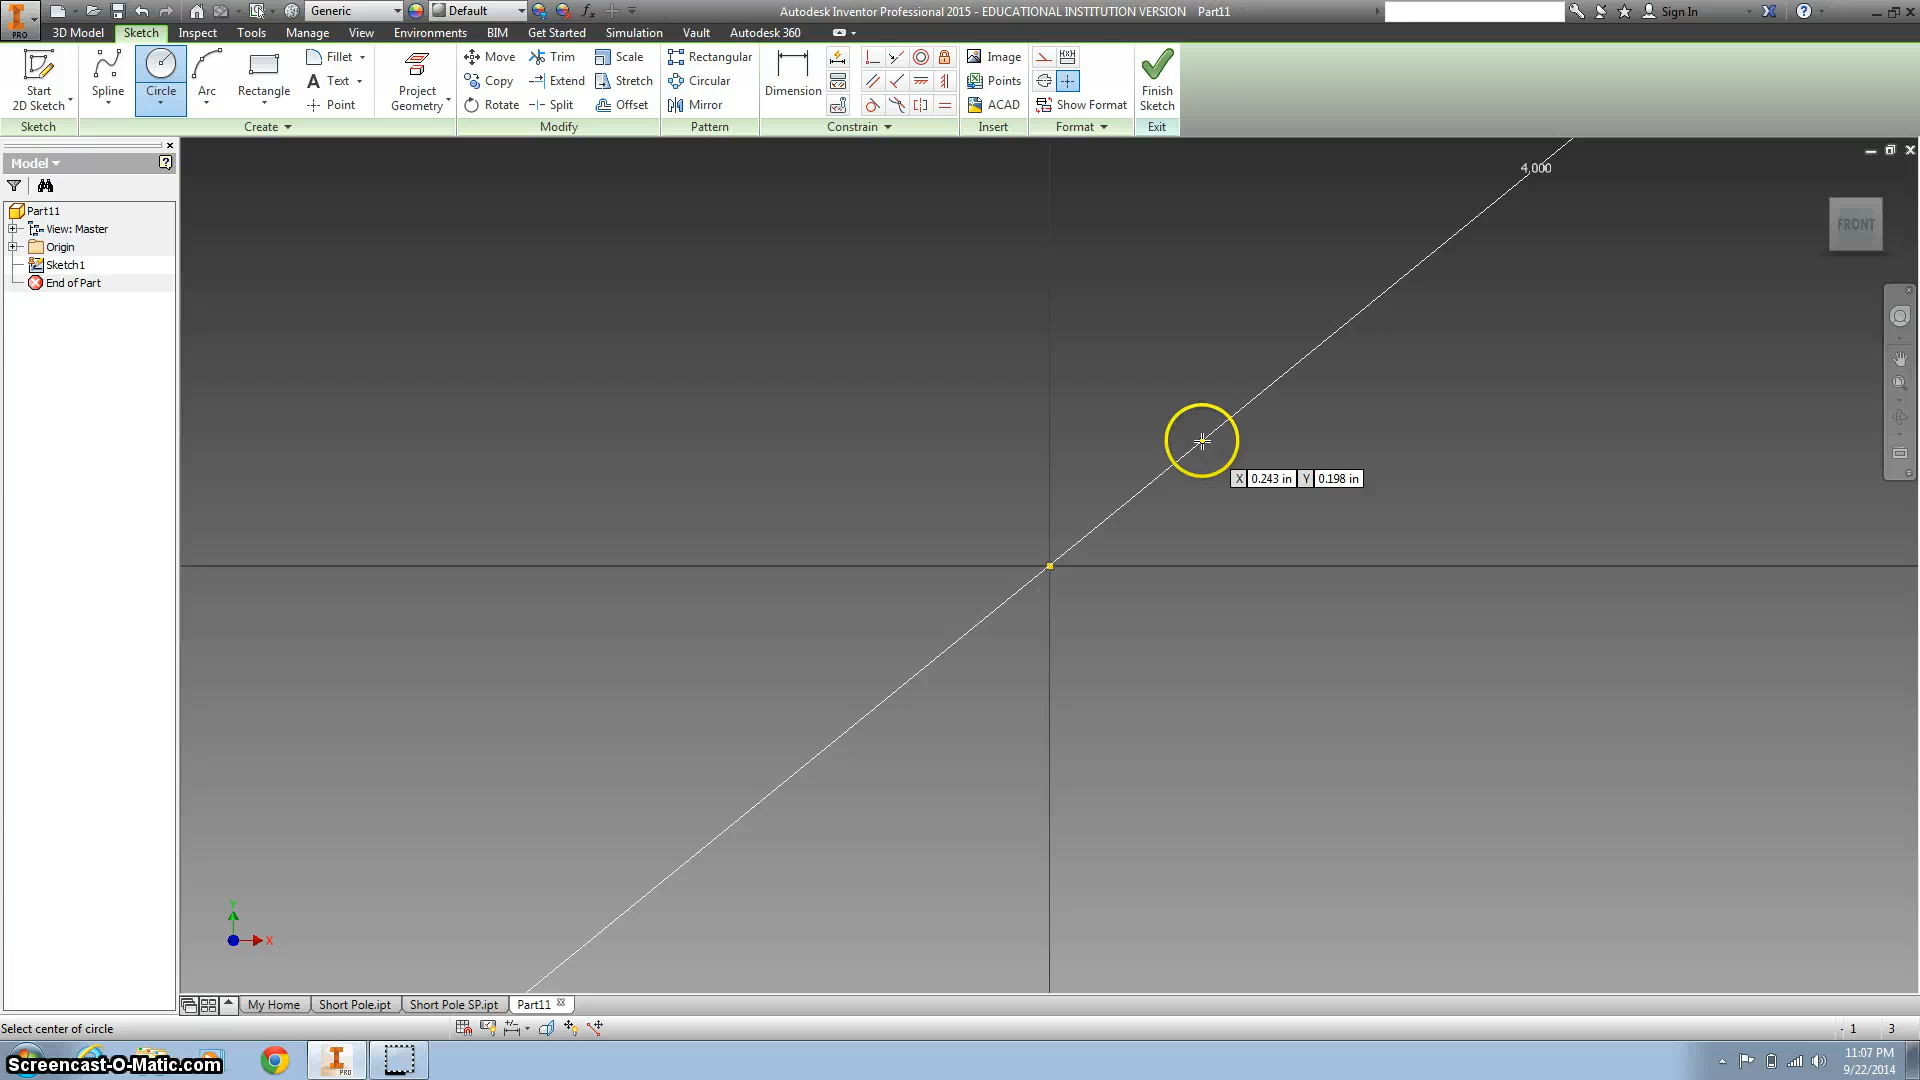 Generic
Default
Autodesk Inventor Professional 2015 - EDUCATIONAL INSTITUTION VERSION Part11
Sign In
PRO
3D Model
Sketch
Inspect
Tools
Manage
View
Environments
BIM
Get Started
Simulation
Vault
Autodesk 360
Start
2D Sketch
Spline
Circle
Arc
Rectangle
Fillet
Text
Point
Project
Geometry
Move
Copy
Rotate
Trim
Extend
Split
Scale
Stretch
Offset
Rectangular
Circular
Mirror
Dimension
Image
Points
ACAD
Show Format
Finish
Sketch
Sketch
Create
Modify
Pattern
Constrain
Insert
Format
Exit
Model
Part11
View: Master
Origin
Sketch1
End of Part
4.000
FRONT
X 0.243 in Y 0.198 in
Y
X
My Home
Short Pole.ipt
Short Pole SP.ipt
Part11
Select center of circle
1 3
Screencast-O-Matic.com
PRO
11:07 PM
9/22/2014